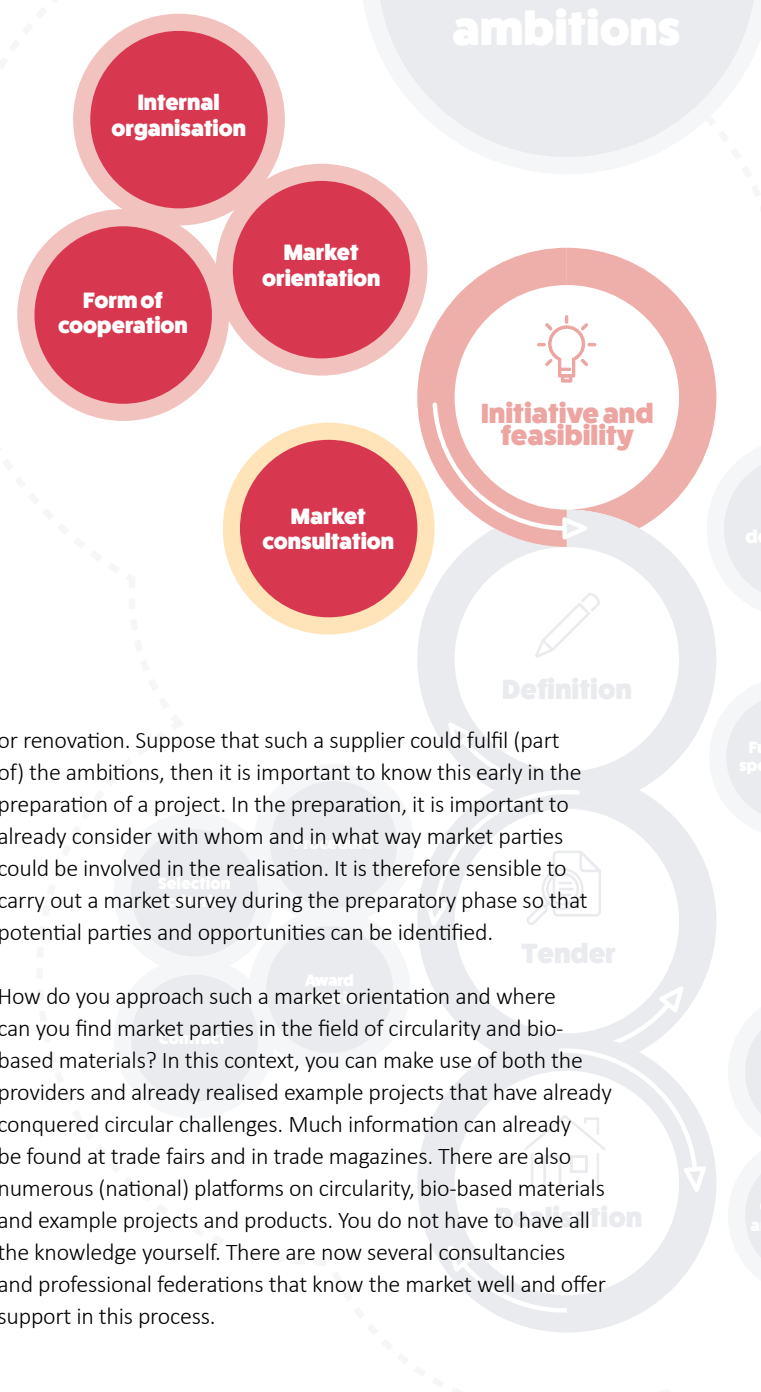 ambitions
Internal
organisation
Market
orientation
Form of
cooperation
Initiative and
feasibility
Market
consultation
Definition
or renovation. Suppose that such a supplier could fulfil (part
of) the ambitions, then it is important to know this early in the
preparation of a project. In the preparation, it is important to
already consider with whom and in what way market parties
could be involved in the realisation. It is therefore sensible to
carry out a market survey during the preparatory phase so that
potential parties and opportunities can be identified.
Selection
Tender
Award
Contract
How do you approach such a market orientation and where
can you find market parties in the field of circularity and bio-
based materials? In this context, you can make use of both the
providers and already realised example projects that have already
conquered circular challenges. Much information can already
be found at trade fairs and in trade magazines. There are also
numerous (national) platforms on circularity, bio-based materials
and example projects and products. You do not have to have all
the knowledge yourself. There are now several consultancies
and professional federations that know the market well and offer
support in this process.
Realisation